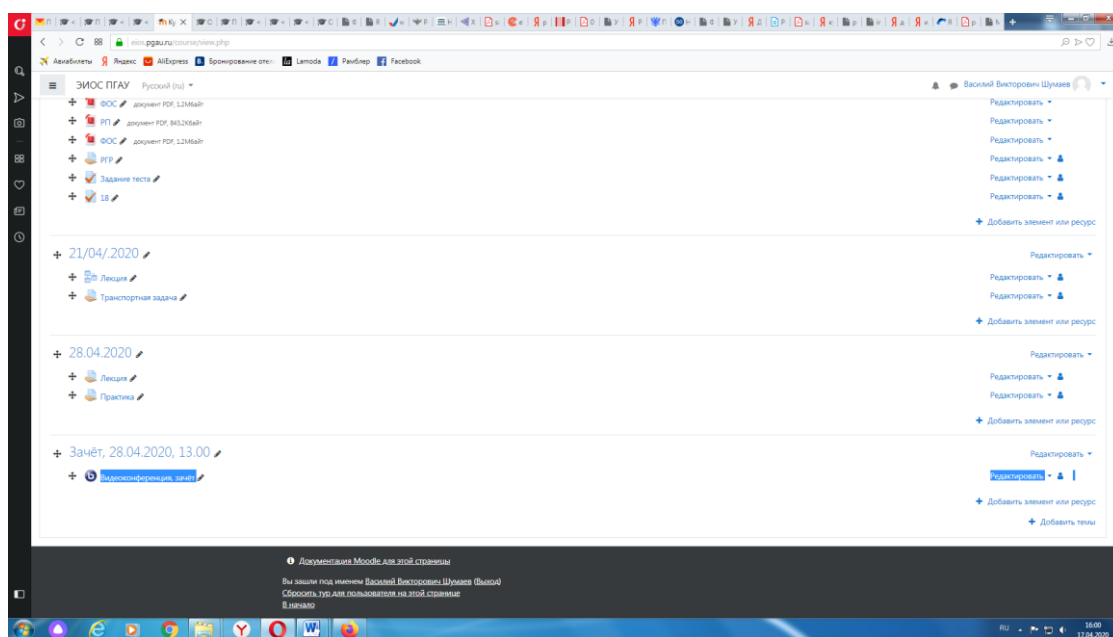 eios.pgau.ru/course/view.php
Авиабилеты Яндекс AliExpress Бронирование отел Lamoda Рамблер Facebook
ЭИОС ПГАУ Русский (ru) Василий Викторович Шумаев
ФОС документ PDF, 1.2Мбайт Редактировать
РП документ PDF, 843.2Кбайт Редактировать
ФОС документ PDF, 1.2Мбайт Редактировать
РГР Редактировать
Задание теста Редактировать
18 Редактировать
Добавить элемент или ресурс
21/04/.2020 Редактировать
Лекция Редактировать
Транспортная задача Редактировать
Добавить элемент или ресурс
28.04.2020 Редактировать
Лекция Редактировать
Практика Редактировать
Добавить элемент или ресурс
Зачёт, 28.04.2020, 13.00 Редактировать
Видеоконференция, зачёт Редактировать
Добавить элемент или ресурс
Добавить темы
Документация Moodle для этой страницы
Вы зашли под именем Василий Викторович Шумаев (Выход)
Сбросить тур для пользователя на этой странице
В начало
RU 16:00
17.04.2020